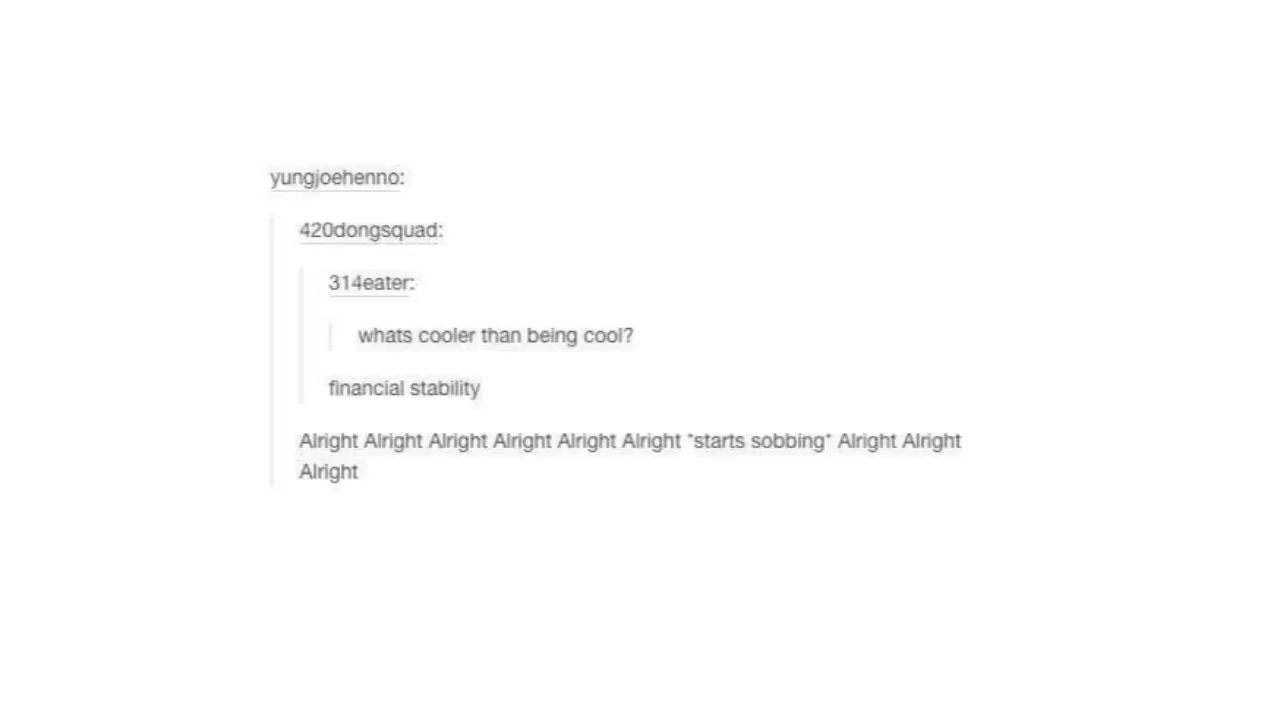 yungjoehenno:
420dongsquad:
314eater:
whats cooler than being cool?
financial stability
Alright Alright Alright Alright Alright Alright *starts sobbing* Alright Alright
Alright